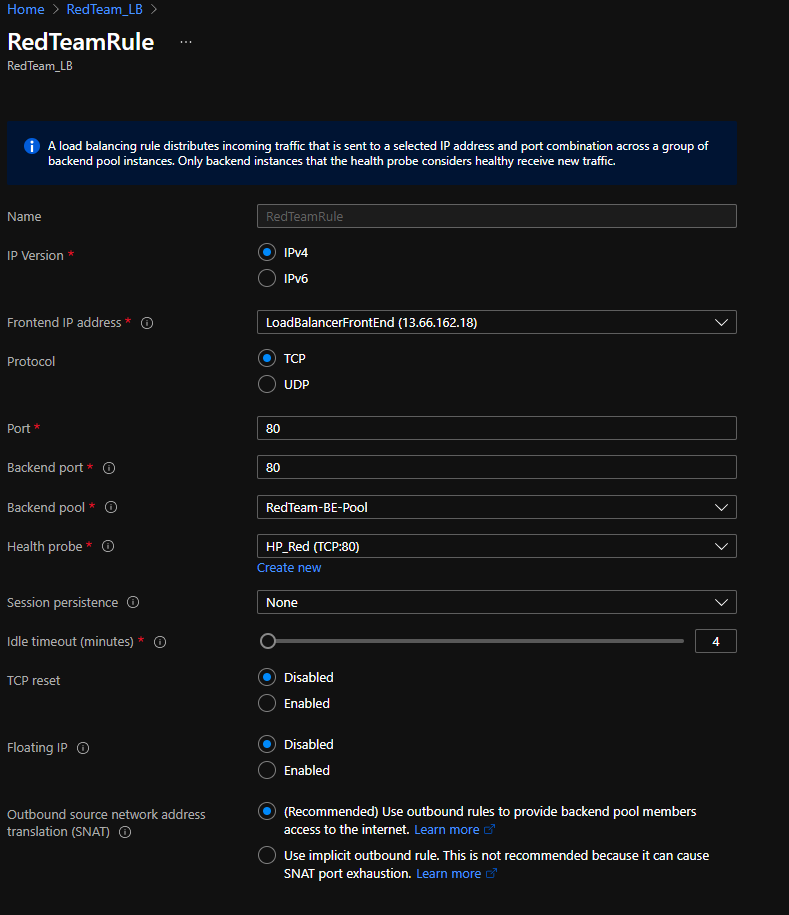 Home > RedTeam_LB >
RedTeamRule ...
RedTeam_LB
A load balancing rule distributes incoming traffic that is sent to a selected IP address and port combination across a group of
backend pool instances. Only backend instances that the health probe considers healthy receive new traffic.
Name RedTeamRule
IP Version * IPv4
IPv6
Frontend IP address * LoadBalancerFrontEnd (13.66.162.18)
Protocol TCP
UDP
Port * 80
Backend port * 80
Backend pool * RedTeam-BE-Pool
Health probe * HP_Red (TCP:80)
Create new
Session persistence None
Idle timeout (minutes) * 4
TCP reset Disabled
Enabled
Floating IP Disabled
Enabled
Outbound source network address
translation (SNAT)
(Recommended) Use outbound rules to provide backend pool members
access to the internet. Learn more
Use implicit outbound rule. This is not recommended because it can cause
SNAT port exhaustion. Learn more